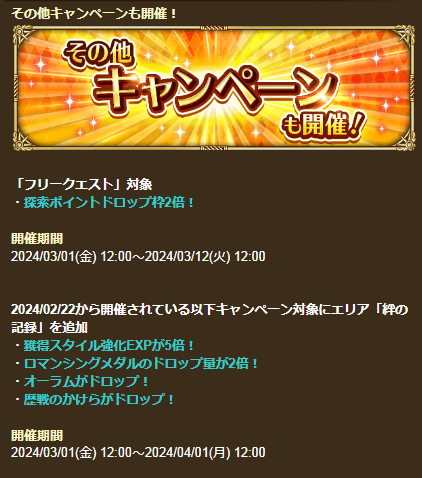 その他キャンペーンも開催！
その他
キャンペーン
も開催!!
「フリークエスト」対象
・探索ポイントドロップ枠2倍！
開催期間
2024/03/01(金) 12:00～2024/03/12(火) 12:00
2024/02/22から開催されている以下キャンペーン対象にエリア「絆の
記録」を追加
・獲得スタイル強化EXPが5倍！
・ロマンシングメダルのドロップ量が2倍！
・オーラムがドロップ！
・歴戦のかけらがドロップ！
開催期間
2024/03/01(金) 12:00～2024/04/01(月) 12:00